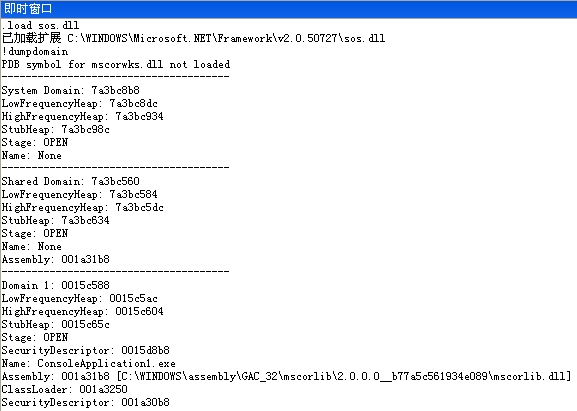 即时窗口
.load sos.dll
已加载扩展 C:\WINDOWS\Microsoft.NET\Framework\v2.0.50727\sos.dll
!dumpdomain
PDB symbol for mscorwks.dll not loaded
--------------------------------------
System Domain: 7a3bc8b8
LowFrequencyHeap: 7a3bc8dc
HighFrequencyHeap: 7a3bc934
StubHeap: 7a3bc98c
Stage: OPEN
Name: None
--------------------------------------
Shared Domain: 7a3bc560
LowFrequencyHeap: 7a3bc584
HighFrequencyHeap: 7a3bc5dc
StubHeap: 7a3bc634
Stage: OPEN
Name: None
Assembly: 001a31b8
--------------------------------------
Domain 1: 0015c588
LowFrequencyHeap: 0015c5ac
HighFrequencyHeap: 0015c604
StubHeap: 0015c65c
Stage: OPEN
SecurityDescriptor: 0015d8b8
Name: ConsoleApplication1.exe
Assembly: 001a31b8 [C:\WINDOWS\assembly\GAC_32\mscorlib\2.0.0.0__b77a5c561934e089\mscorlib.dll]
ClassLoader: 001a3250
SecurityDescriptor: 001a30b8